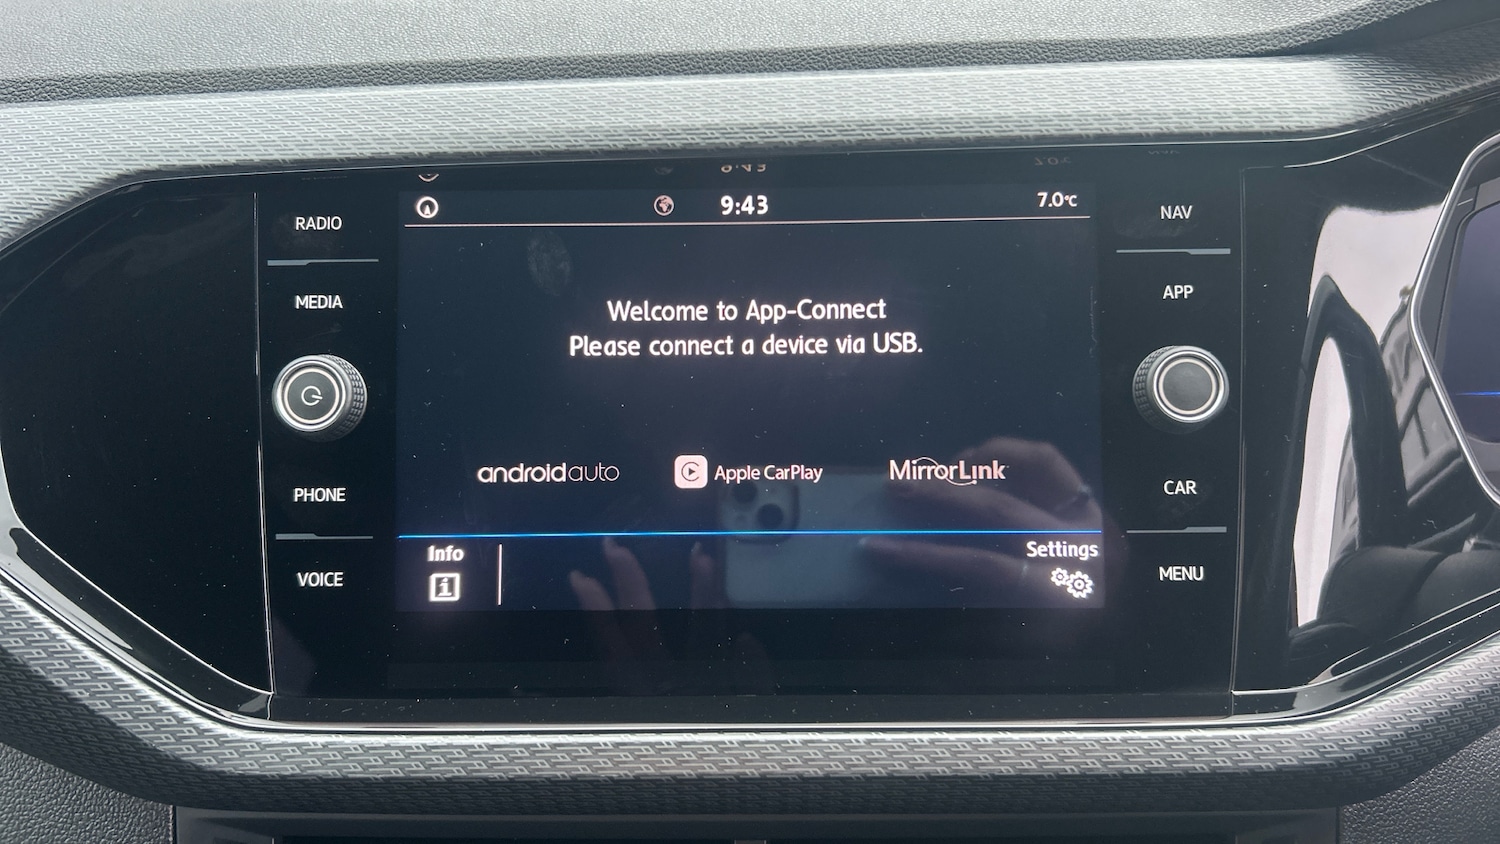 RADIO
MEDIA
PHONE
VOICE
9:43
7.0°C
Welcome to App-Connect
Please connect a device via USB.
androidauto
Apple CarPlay
MirrorLink
Info
Settings
NAV
APP
CAR
MENU